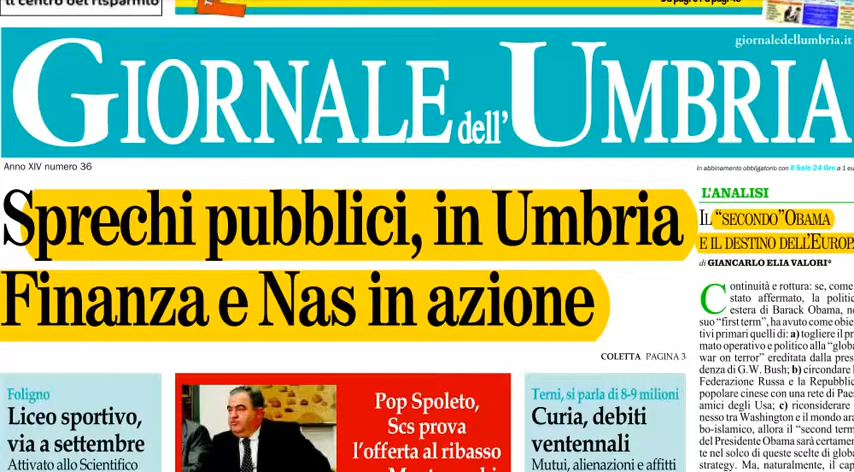 il centro del risparmio
giornaledellumbria.it
GIORNALE dell' UMBRIA
Anno XIV numero 36
In abbinamento obbligatorio con Il Sole 24 Ore a 1 eu
Sprechi pubblici, in Umbria
Finanza e Nas in azione
COLETTA PAGINA 3
L'ANALISI
IL “SECONDO”OBAMA
E IL DESTINO DELL'EUROPA
di GIANCARLO ELIA VALORI*
Continuità e rottura: se, come
stato affermato, la politic
estera di Barack Obama, ne
suo “first term”, ha avuto come obie
tivi primari quelli di: a) togliere il pr
mato operativo e politico alla “globa
war on terror” ereditata dalla pres
denza di G.W. Bush; b) circondare l
Federazione Russa e la Repubblic
popolare cinese con una rete di Pae
amici degli Usa; c) riconsiderare
nesso tra Washington e il mondo ara
bo-islamico, allora il “second term
del Presidente Obama sarà certamen
te nel solco di queste scelte di globa
strategy. Ma, naturalmente, il cap
Foligno
Liceo sportivo,
via a settembre
Attivato allo Scientifico
Pop Spoleto,
Scs prova
l'offerta al ribasso
Terni, si parla di 8-9 milioni
Curia, debiti
ventennali
Mutui, alienazioni e affitti